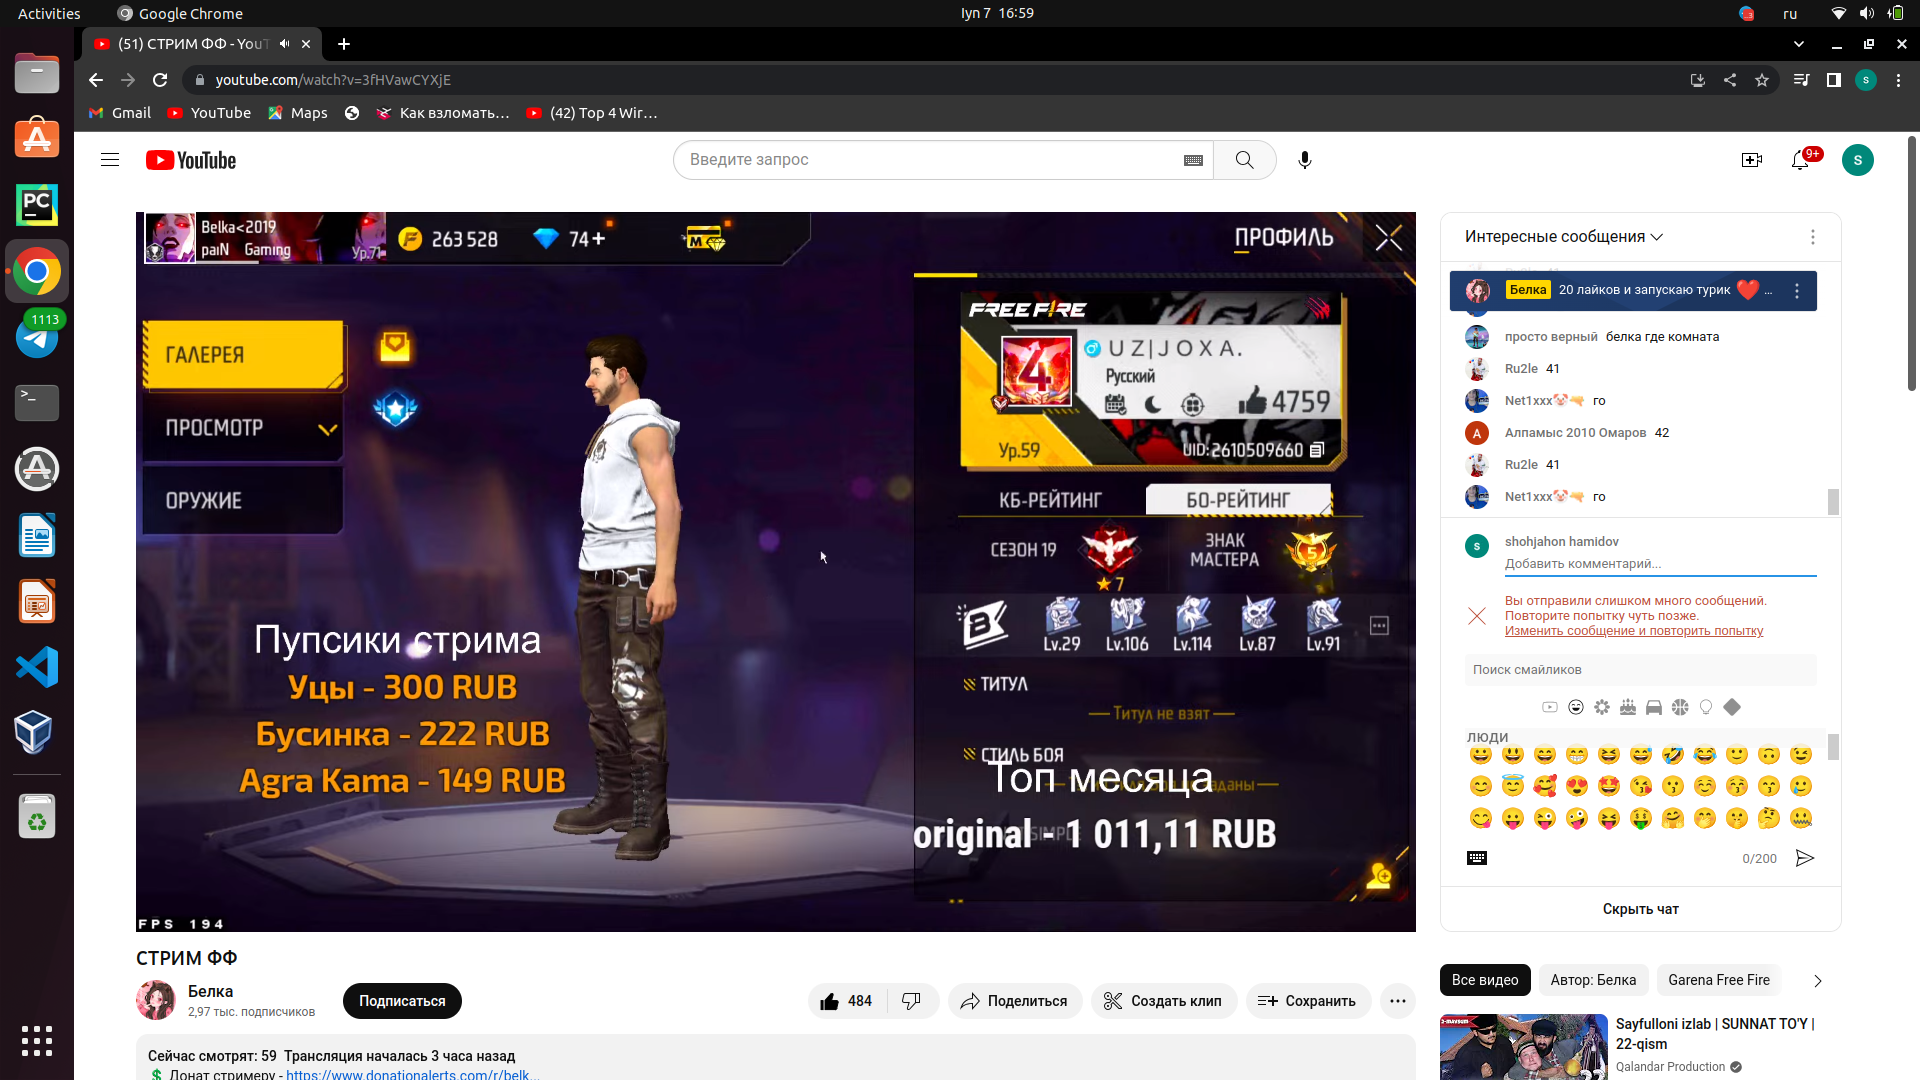 Activities
Google Chrome
Iyn 7 16:59
ru
(51) СТРИМ ФФ - YouT
youtube.com/watch?v=3fHVawCYXjE
Gmail
YouTube
Maps
Как взломать…
(42) Top 4 Wir…
1113
YouTube
Введите запрос
9+
S
Belka<2019
paiN Gaming
Ур.71
263 528
74+
ПРОФИЛЬ
ГАЛЕРЕЯ
ПРОСМОТР
ОРУЖИЕ
FREE FIRE
UZ|JOXA.
Русский
4759
Ур.59
UID:2610509660
КБ-РЕЙТИНГ
БО-РЕЙТИНГ
СЕЗОН 19
7
ЗНАК МАСТЕРА
5
Lv.29
Lv.106
Lv.114
Lv.87
Lv.91
ТИТУЛ
Титул не взят
СТИЛЬ БОЯ
Пупсики стрима
Уцы - 300 RUB
Бусинка - 222 RUB
Agra Kama - 149 RUB
Топ месяца
original - 1 011,11 RUB
FPS 194
Интересные сообщения
Белка 20 лайков и запускаю турик ❤️ …
просто верный белка где комната
Ru2le 41
Net1xxx🤡🔫 го
Алпамыс 2010 Омаров 42
Ru2le 41
Net1xxx🤡🔫 го
shohjahon hamidov
Добавить комментарий...
Вы отправили слишком много сообщений.
Повторите попытку чуть позже.
Изменить сообщение и повторить попытку
Поиск смайликов
ЛЮДИ
0/200
Скрыть чат
СТРИМ ФФ
Белка
2,97 тыс. подписчиков
Подписаться
484
Поделиться
Создать клип
Сохранить
Сейчас смотрят: 59 Трансляция началась 3 часа назад
💲 Донат стримеру - https://www.donationalerts.com/r/belk...
Все видео
Автор: Белка
Garena Free Fire
Sayfulloni izlab | SUNNAT TO'Y |
22-qism
Qalandar Production